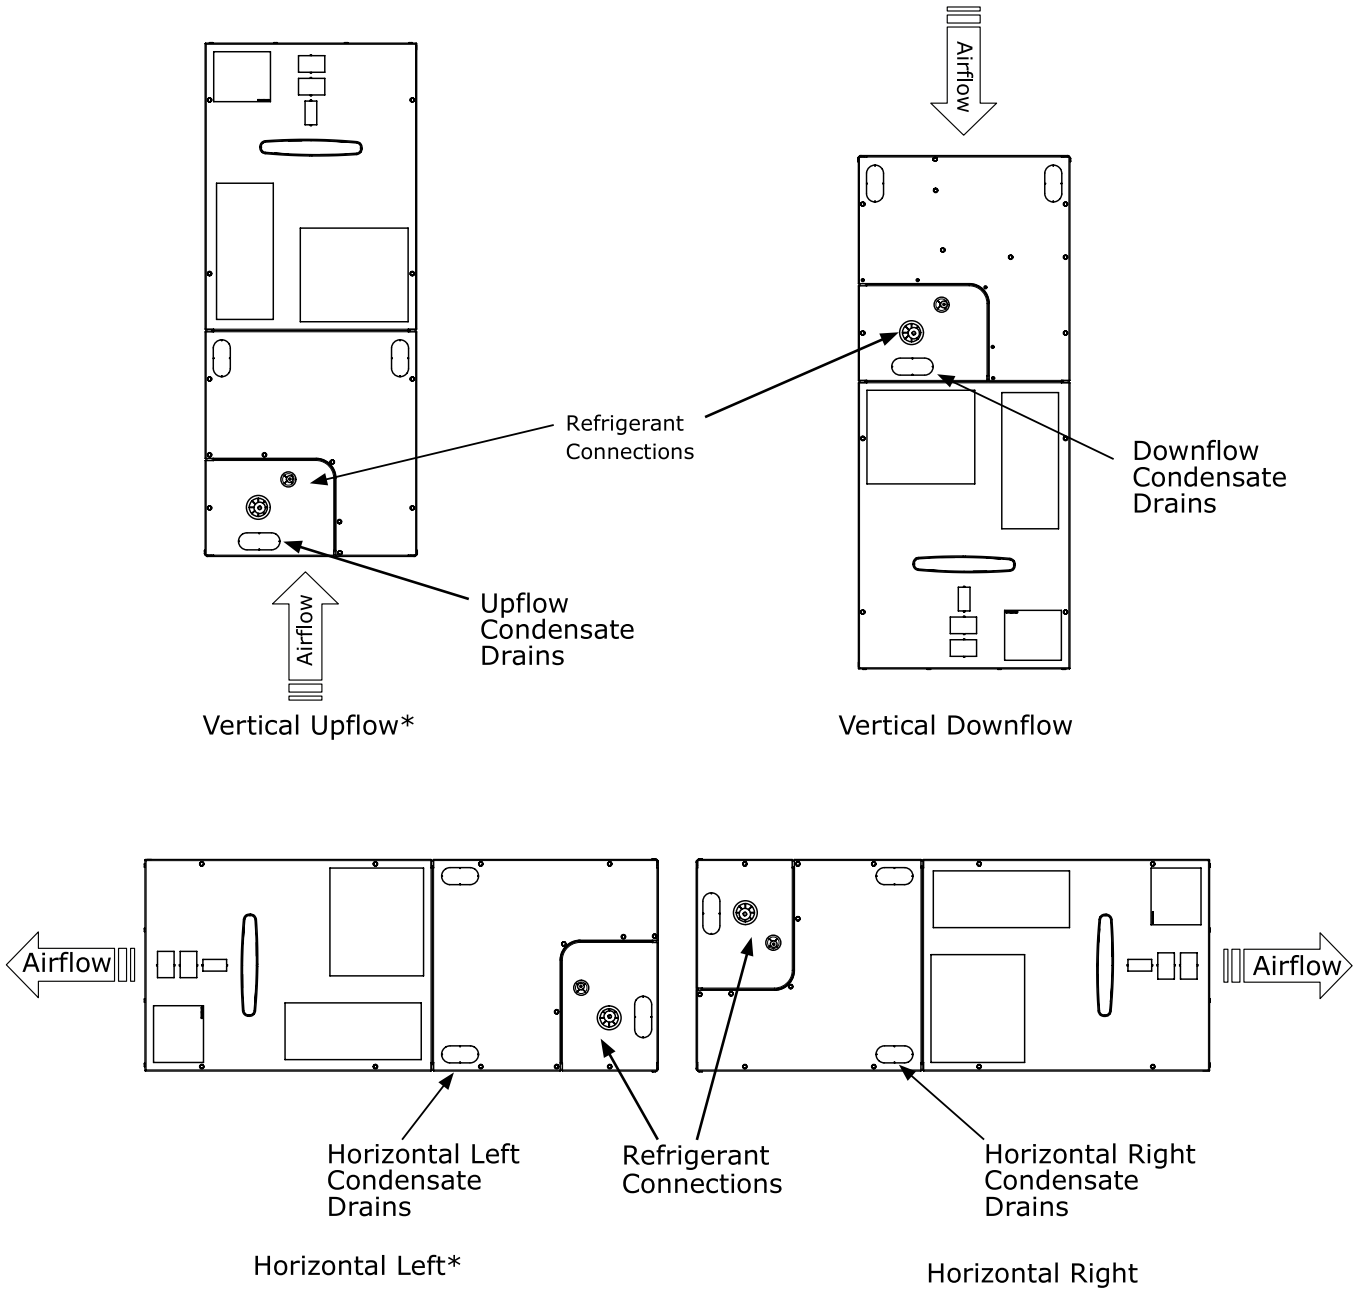 Airflow
Refrigerant
Connections
Downflow
Condensate
Drains
Upflow
Condensate
Drains
Airflow
Vertical Upflow*
Vertical Downflow
Airflow
Airflow
Horizontal Left
Condensate
Drains
Refrigerant
Connections
Horizontal Right
Condensate
Drains
Horizontal Left*
Horizontal Right